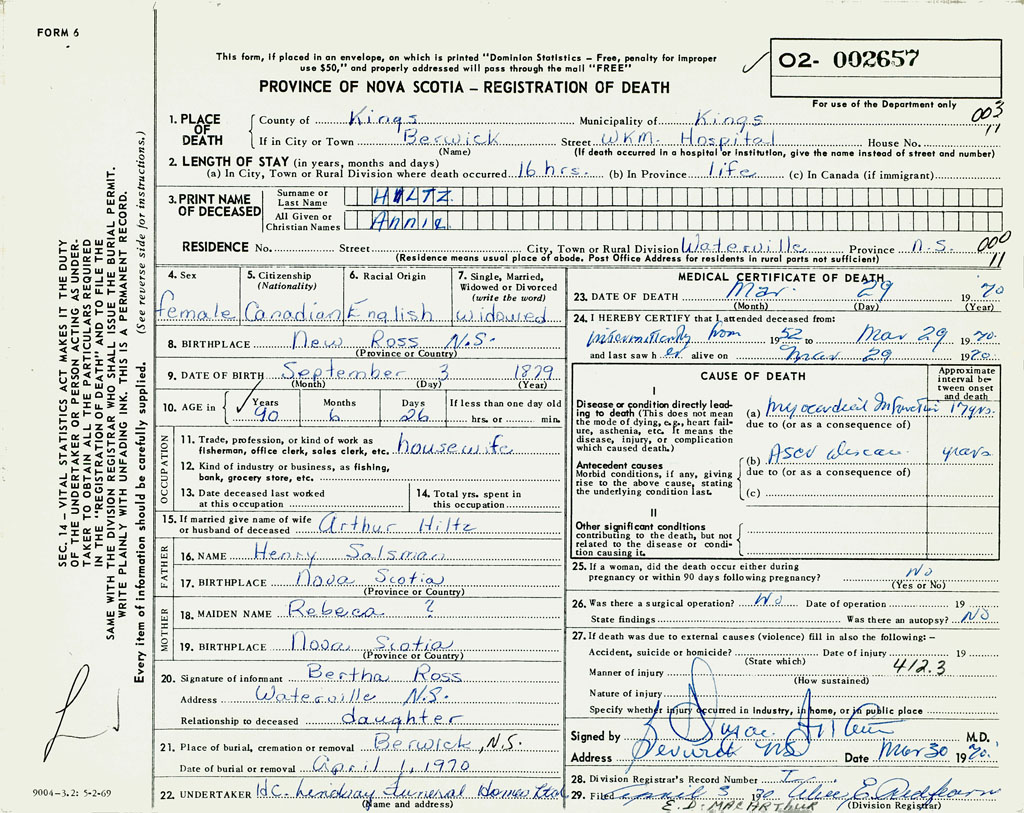 FORM 6
This form, if placed in an envelope, on which is printed "Dominion Statistics – Free, penalty for improper
use $50," and properly addressed will pass through the mail "FREE"
02- 002657
PROVINCE OF NOVA SCOTIA – REGISTRATION OF DEATH
For use of the Department only
003
11
1. PLACE OF DEATH
County of Kings Municipality of Kings
If in City or Town Berwick Street WKM. Hospital House No.
(Name) (If death occurred in a hospital or institution, give the name instead of street and number)
2. LENGTH OF STAY (in years, months and days)
(a) In City, Town or Rural Division where death occurred 16 hrs. (b) In Province life (c) In Canada (if immigrant)
3. PRINT NAME OF DECEASED
Surname or Last Name HILTZ
All Given or Christian Names Annie
RESIDENCE No. Street City, Town or Rural Division Waterville Province N.S. 000
(Residence means usual place of abode. Post Office Address for residents in rural parts not sufficient) 11
4. Sex
female
5. Citizenship
(Nationality)
Canadian
6. Racial Origin
English
7. Single, Married, Widowed or Divorced
(write the word)
widowed
8. BIRTHPLACE New Ross N.S.
(Province or Country)
9. DATE OF BIRTH September 3 1879
(Month) (Day) (Year)
10. AGE in
Years Months Days If less than one day old
90 6 26 hrs. or min.
OCCUPATION
11. Trade, profession, or kind of work as
fisherman, office clerk, sales clerk, etc. housewife
12. Kind of industry or business, as fishing,
bank, grocery store, etc.
13. Date deceased last worked
at this occupation
14. Total yrs. spent in
this occupation
15. If married give name of wife
or husband of deceased Arthur Hiltz
FATHER
16. NAME Henry Salsman
17. BIRTHPLACE Nova Scotia
(Province or Country)
MOTHER
18. MAIDEN NAME Rebeca ?
19. BIRTHPLACE Nova Scotia
(Province or Country)
20. Signature of informant Bertha Ross
Address Waterville N.S.
Relationship to deceased daughter
21. Place of burial, cremation or removal Berwick, N.S.
Date of burial or removal April 1, 1970
22. UNDERTAKER H.C. Lindsay Funeral Homes Ltd
(Name and address)
MEDICAL CERTIFICATE OF DEATH
23. DATE OF DEATH Mar. 29 1970
(Month) (Day) (Year)
24. I HEREBY CERTIFY that I attended deceased from:
intermittently from 1952 to Mar 29 1970
and last saw her alive on Mar 29 1970
CAUSE OF DEATH
Approximate interval between onset and death
I
Disease or condition directly leading to death (This does not mean the mode of dying, e.g., heart failure, asthenia, etc. It means the disease, injury, or complication which caused death.)
(a) Myocardial Infarction 17 yrs.
due to (or as a consequence of)
Antecedent causes
Morbid conditions, if any, giving rise to the above cause, stating the underlying condition last.
(b) ASCV disease years
due to (or as a consequence of)
(c)
II
Other significant conditions
contributing to the death, but not
related to the disease or condition causing it.
25. If a woman, did the death occur either during
pregnancy or within 90 days following pregnancy? No
(Yes or No)
26. Was there a surgical operation? No Date of operation 19
State findings Was there an autopsy? No
27. If death was due to external causes (violence) fill in also the following: –
Accident, suicide or homicide? Date of injury 19
(State which)
Manner of injury 412.3
(How sustained)
Nature of injury
Specify whether injury occurred in industry, in home, or in public place
Signed by M.D.
Address Berwick NS Date Mar 30 1970
28. Division Registrar's Record Number
29. Filed April 3 1970
E. D. MACARTHUR (Division Registrar)
SEC. 14 – VITAL STATISTICS ACT MAKES IT THE DUTY
OF THE UNDERTAKER OR PERSON ACTING AS UNDER-
TAKER TO OBTAIN ALL THE PARTICULARS REQUIRED
IN THE "REGISTRATION OF DEATH" AND TO FILE THE
SAME WITH THE DIVISION REGISTRAR WHO SHALL ISSUE THE BURIAL PERMIT.
WRITE PLAINLY WITH UNFADING INK. THIS IS A PERMANENT RECORD.
Every item of information should be carefully supplied. (See reverse side for instructions.)
9004-3.2: 5-2-69